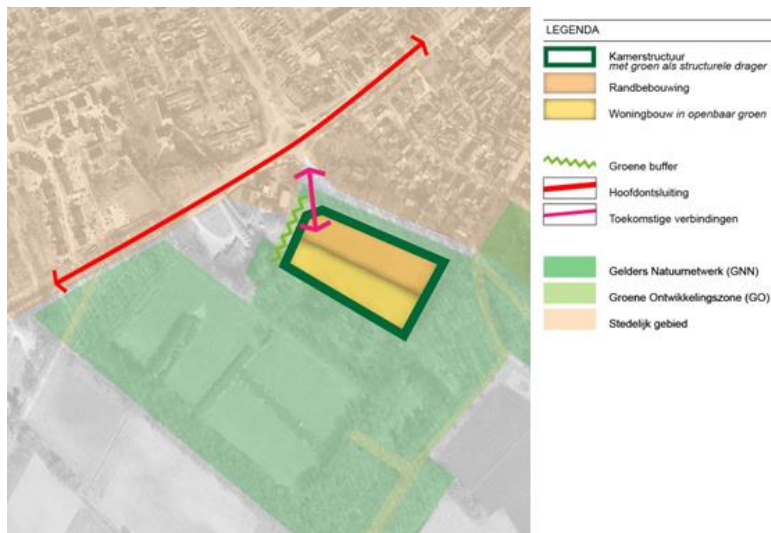 LEGENDA
Kamerstructuur
met groen als structurele drager
Randbebouwing
Woningbouw in openbaar groen
Groene buffer
Hoofdontsluiting
Toekomstige verbindingen
Gelders Natuurnetwerk (GNN)
Groene Ontwikkelingszone (GO)
Stedelijk gebied